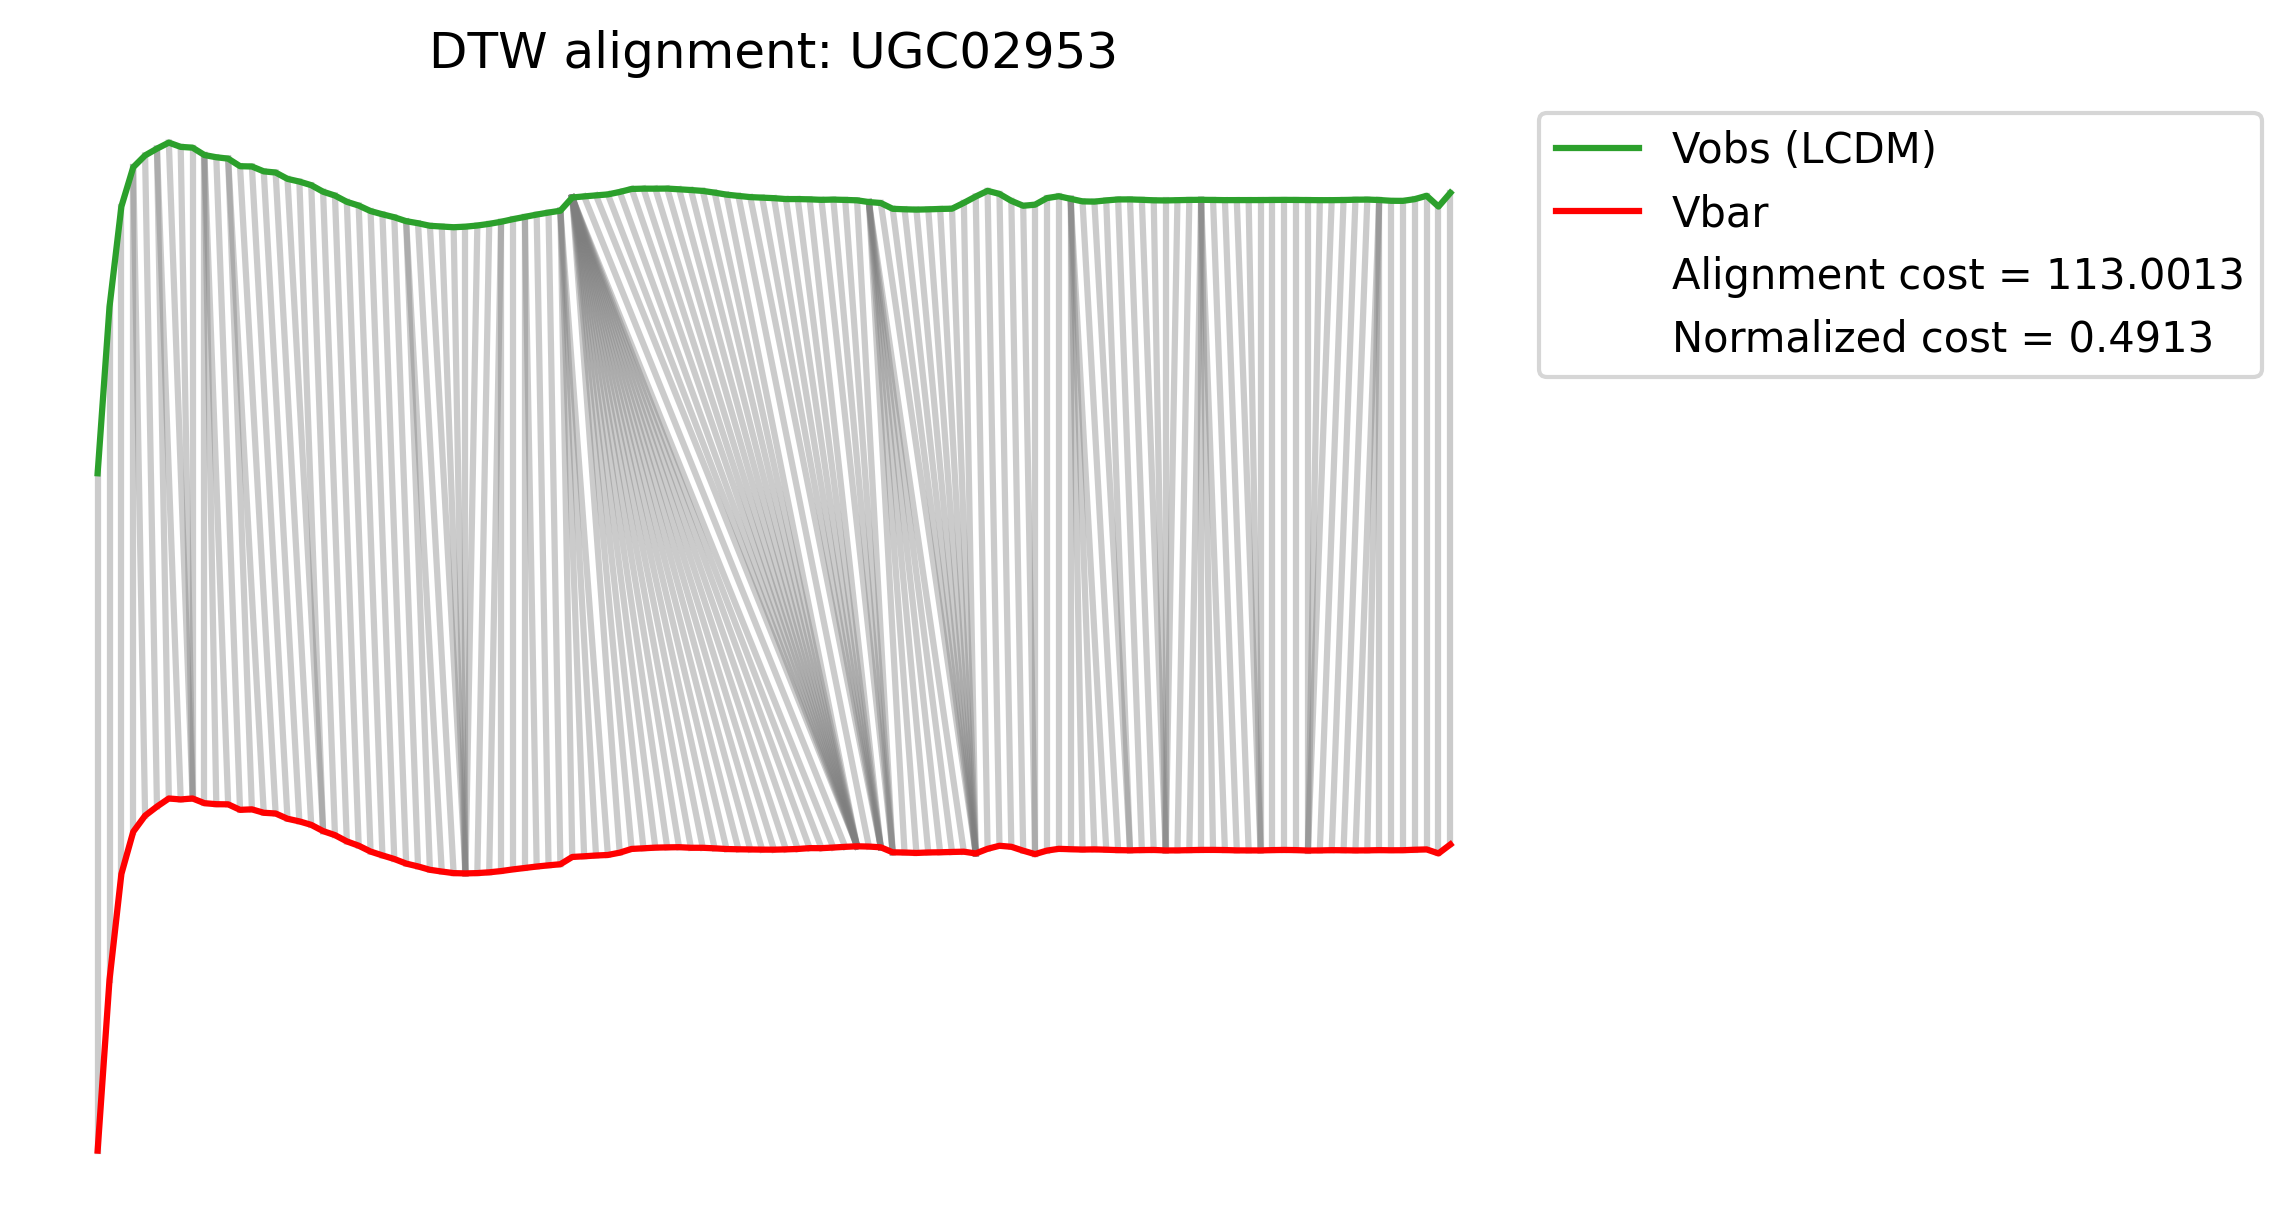 DTW alignment: UGC02953
Vobs (LCDM)
Vbar
Alignment cost = 113.0013
Normalized cost = 0.4913